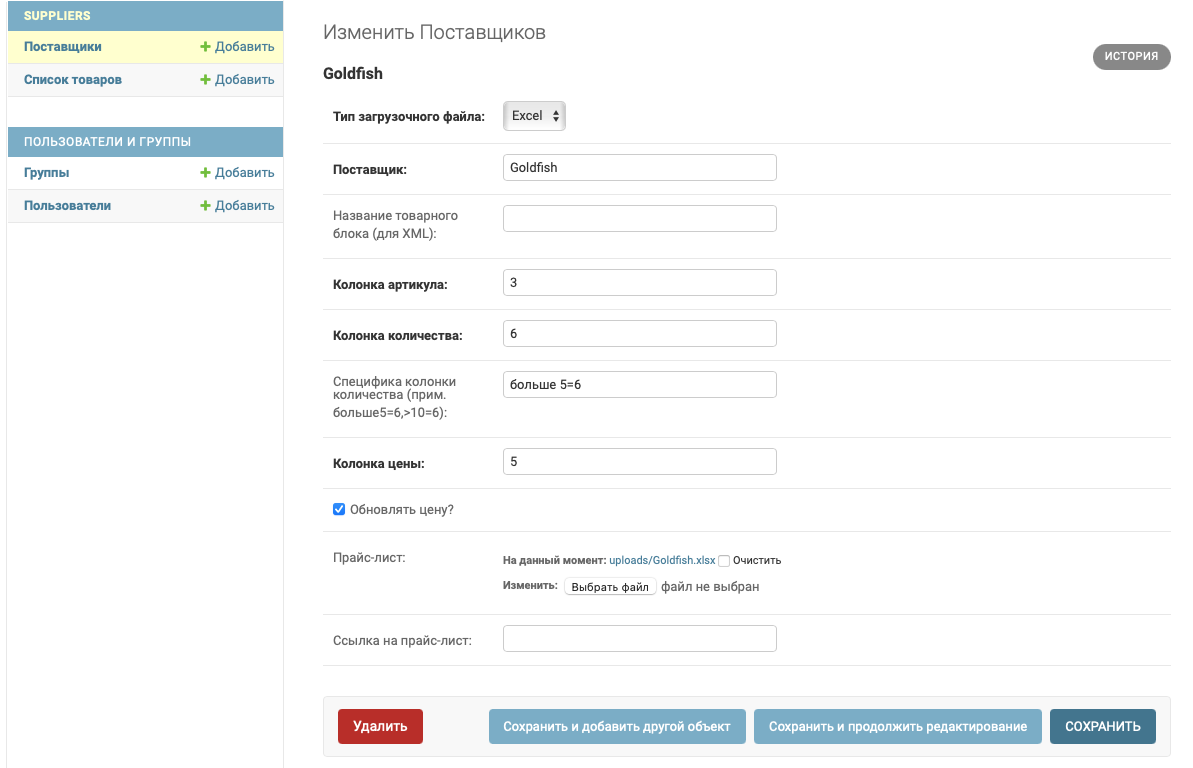 SUPPLIERS
Поставщики
Добавить
Список товаров
Добавить
ПОЛЬЗОВАТЕЛИ И ГРУППЫ
Группы
Добавить
Пользователи
Добавить
Изменить Поставщиков
ИСТОРИЯ
Goldfish
Тип загрузочного файла:
Excel
Поставщик:
Goldfish
Название товарного
блока (для XML):
Колонка артикула:
3
Колонка количества:
6
Специфика колонки
количества (прим.
больше5=6,>10=6):
больше 5=6
Колонка цены:
5
Обновлять цену?
Прайс-лист:
На данный момент: uploads/Goldfish.xlsx Очистить
Изменить: Выбрать файл файл не выбран
Ссылка на прайс-лист:
Удалить
Сохранить и добавить другой объект
Сохранить и продолжить редактирование
СОХРАНИТЬ